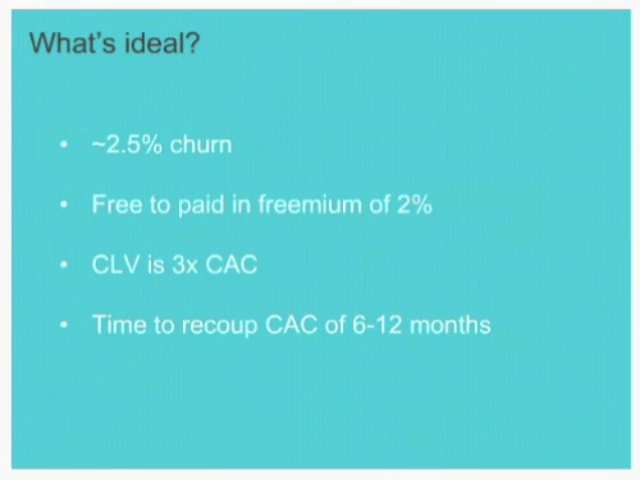 What's ideal?
• ~2.5% churn
• Free to paid in freemium of 2%
• CLV is 3x CAC
• Time to recoup CAC of 6-12 months